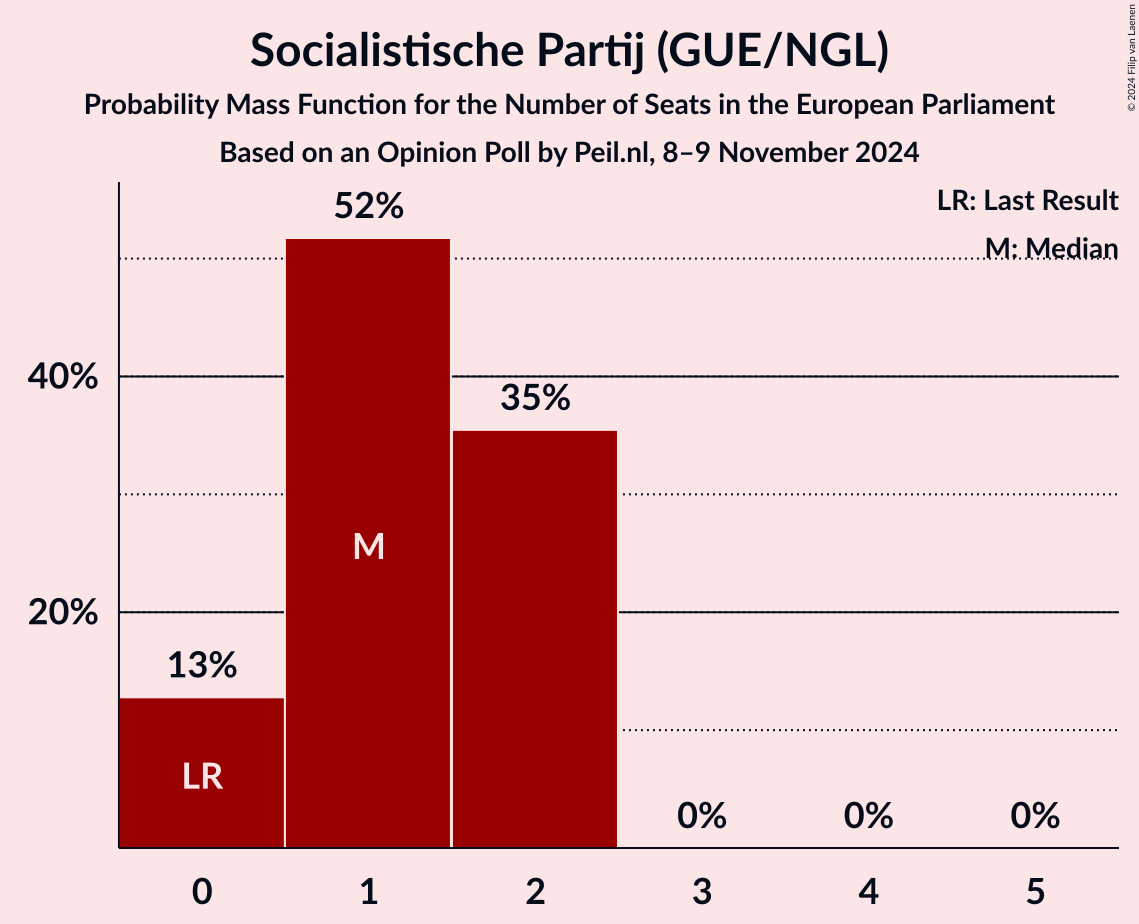 Socialistische Partij (GUE/NGL)
Probability Mass Function for the Number of Seats in the European Parliament
Based on an Opinion Poll by Peil.nl, 8–9 November 2024
© 2024 Filip van Laenen
LR: Last Result
M: Median
52%
40%
35%
M
20%
13%
LR
0%
0%
0%
0
1
2
3
4
5